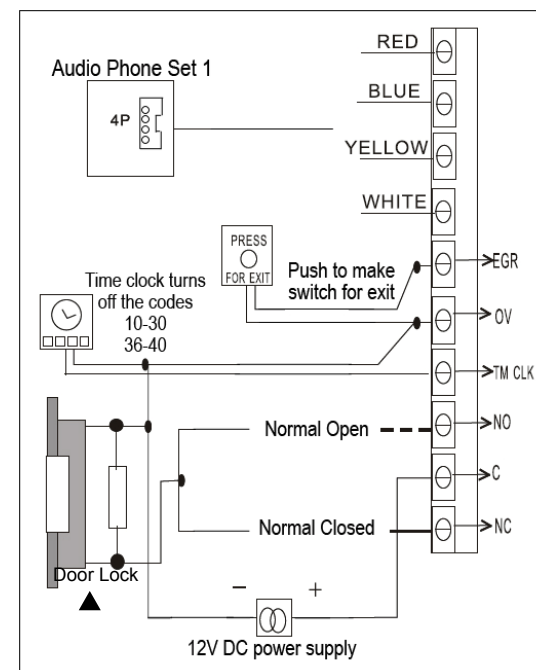 RED
Audio Phone Set 1
BLUE
4P
YELLOW
WHITE
PRESS
FOR EXIT
Push to make
switch for exit
EGR
Time clock turns
off the codes
10-30
36-40
OV
TM CLK
Normal Open
NO
C
Normal Closed
NC
Door Lock
- +
12V DC power supply